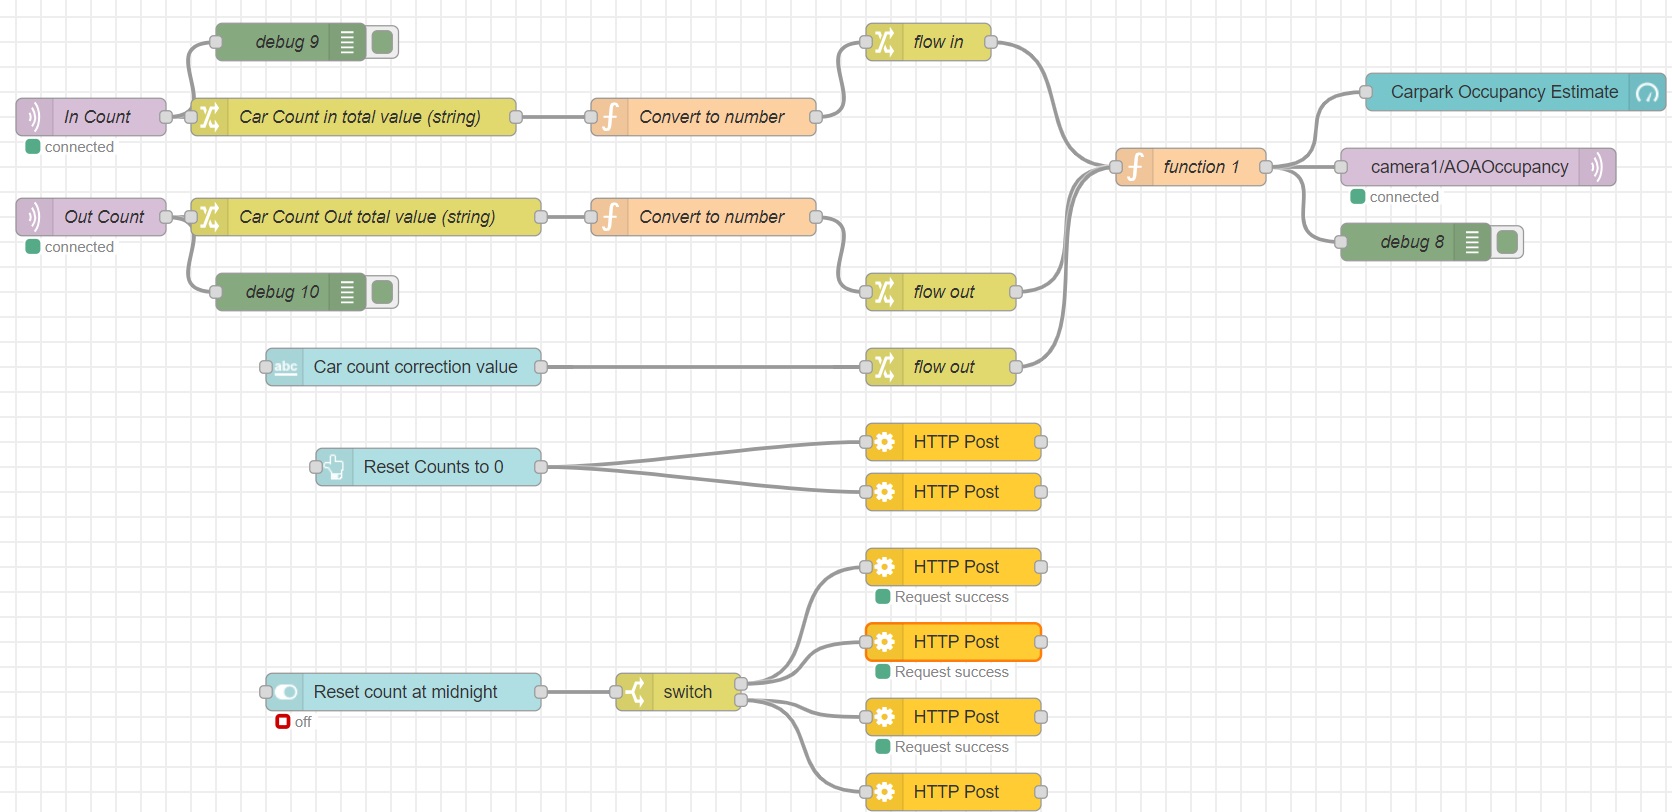 debug 9
flow in
Carpark Occupancy Estimate
In Count
Car Count in total value (string)
Convert to number
connected
function 1
camera1/AOAOccupancy
connected
Out Count
Car Count Out total value (string)
Convert to number
connected
debug 8
debug 10
flow out
abc
Car count correction value
flow out
HTTP Post
Reset Counts to 0
HTTP Post
HTTP Post
Request success
HTTP Post
Request success
Reset count at midnight
switch
off
HTTP Post
Request success
HTTP Post